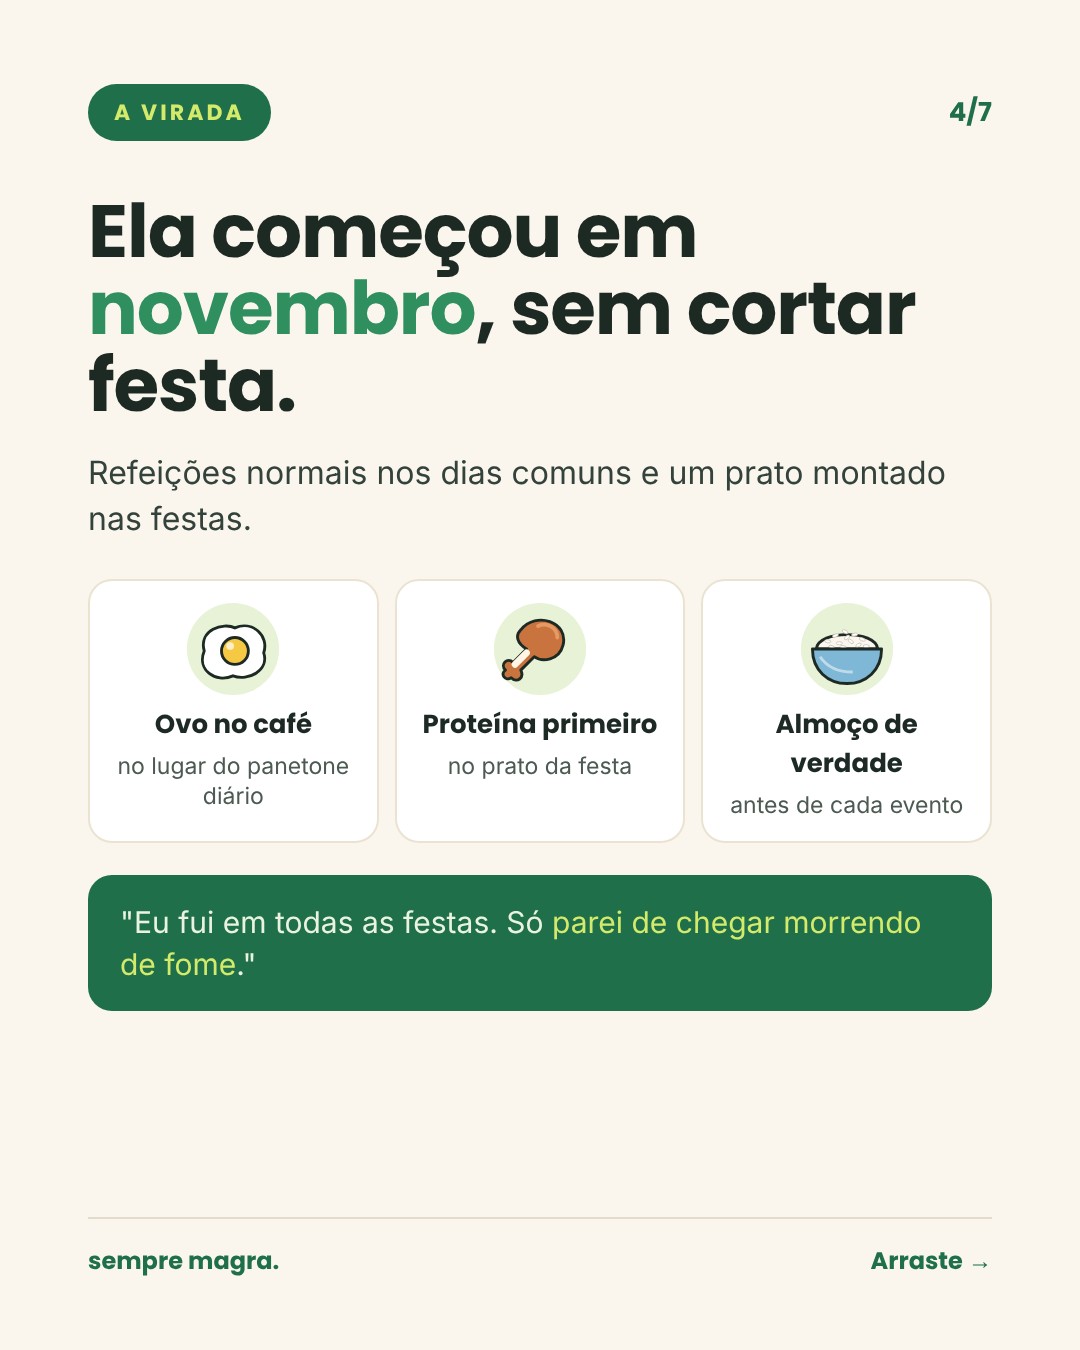 A VIRADA
4/7
Ela começou em
novembro, sem cortar
festa.
Refeições normais nos dias comuns e um prato montado
nas festas.
Ovo no café
no lugar do panetone
diário
Proteína primeiro
no prato da festa
Almoço de
verdade
antes de cada evento
"Eu fui em todas as festas. Só parei de chegar morrendo
de fome."
sempre magra.
Arraste →